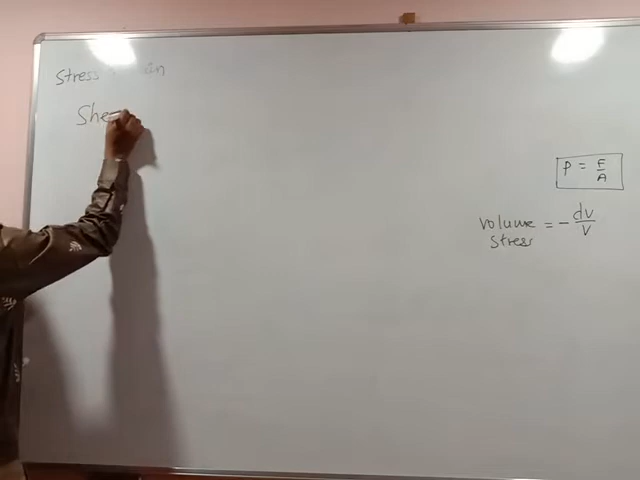 Stress
She
P = F/A
volume = - dv/v
stress